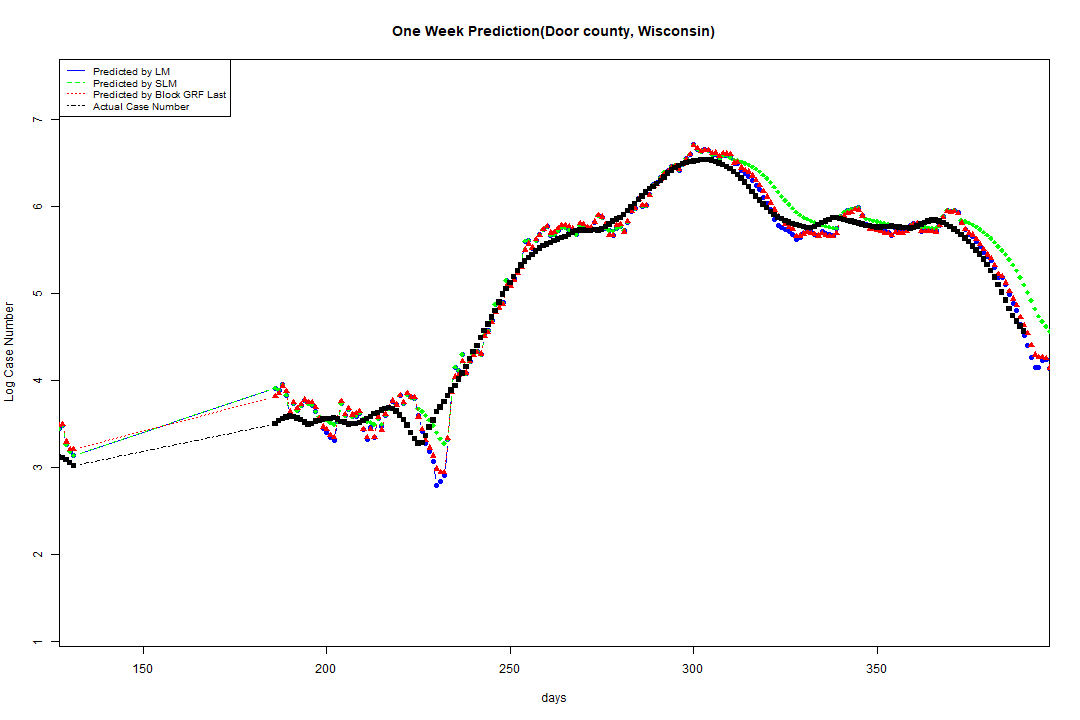 One Week Prediction(Door county, Wisconsin)
Predicted by LM
Predicted by SLM
Predicted by Block GRF Last
Actual Case Number
7
6
5
4
3
2
1
Log Case Number
150
200
250
300
350
days